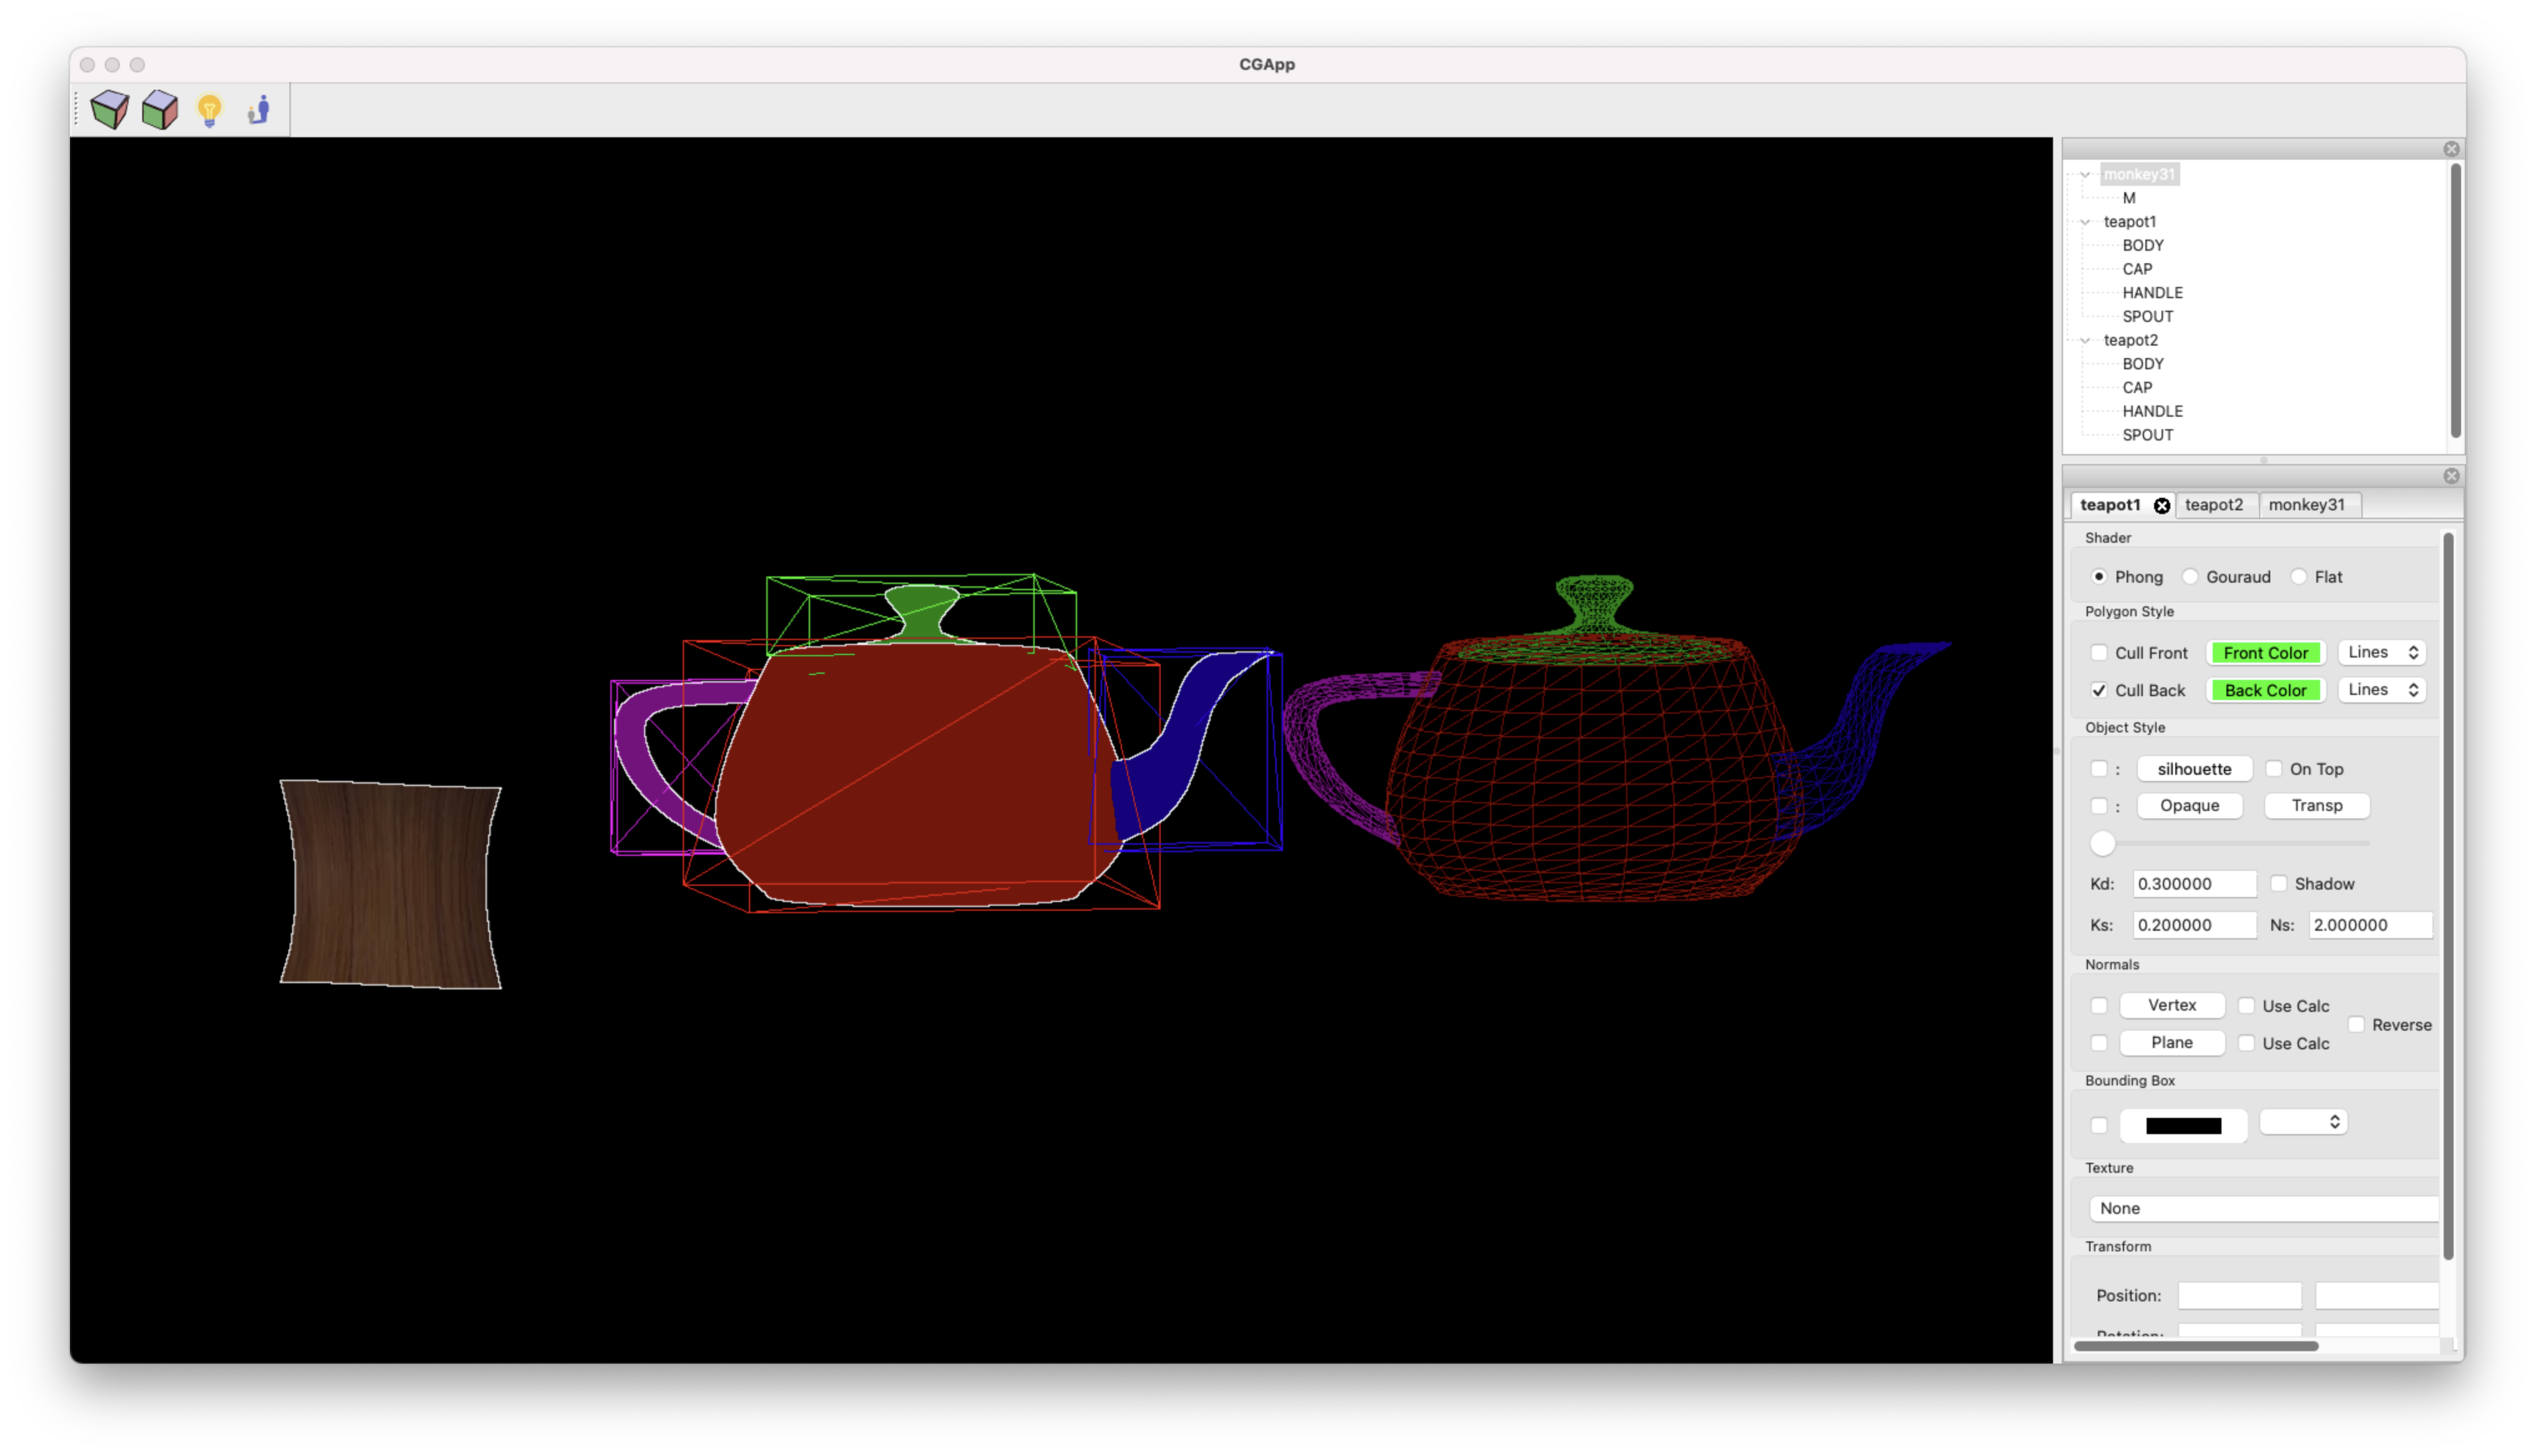 CGApp
monkey31
M
teapot1
BODY
CAP
HANDLE
SPOUT
teapot2
BODY
CAP
HANDLE
SPOUT
teapot1 teapot2 monkey31
Shader
Phong Gouraud Flat
Polygon Style
Cull Front Front Color Lines
Cull Back Back Color Lines
Object Style
: silhouette On Top
: Opaque Transp
Kd: 0.300000 Shadow
Ks: 0.200000 Ns: 2.000000
Normals
Vertex Use Calc
Reverse
Plane Use Calc
Bounding Box
Texture
None
Transform
Position:
Rotation: